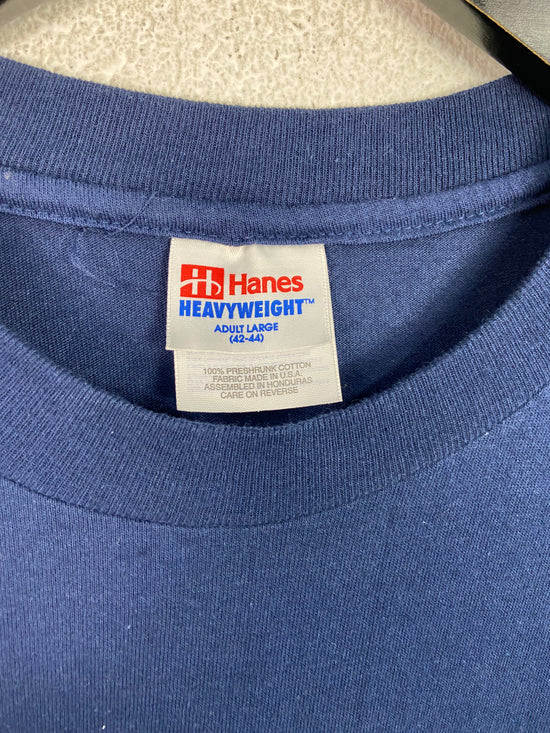 Hanes
HEAVYWEIGHT™
ADULT LARGE
(42-44)
100% PRESHRUNK COTTON
FABRIC MADE IN U.S.A.
ASSEMBLED IN HONDURAS
CARE ON REVERSE